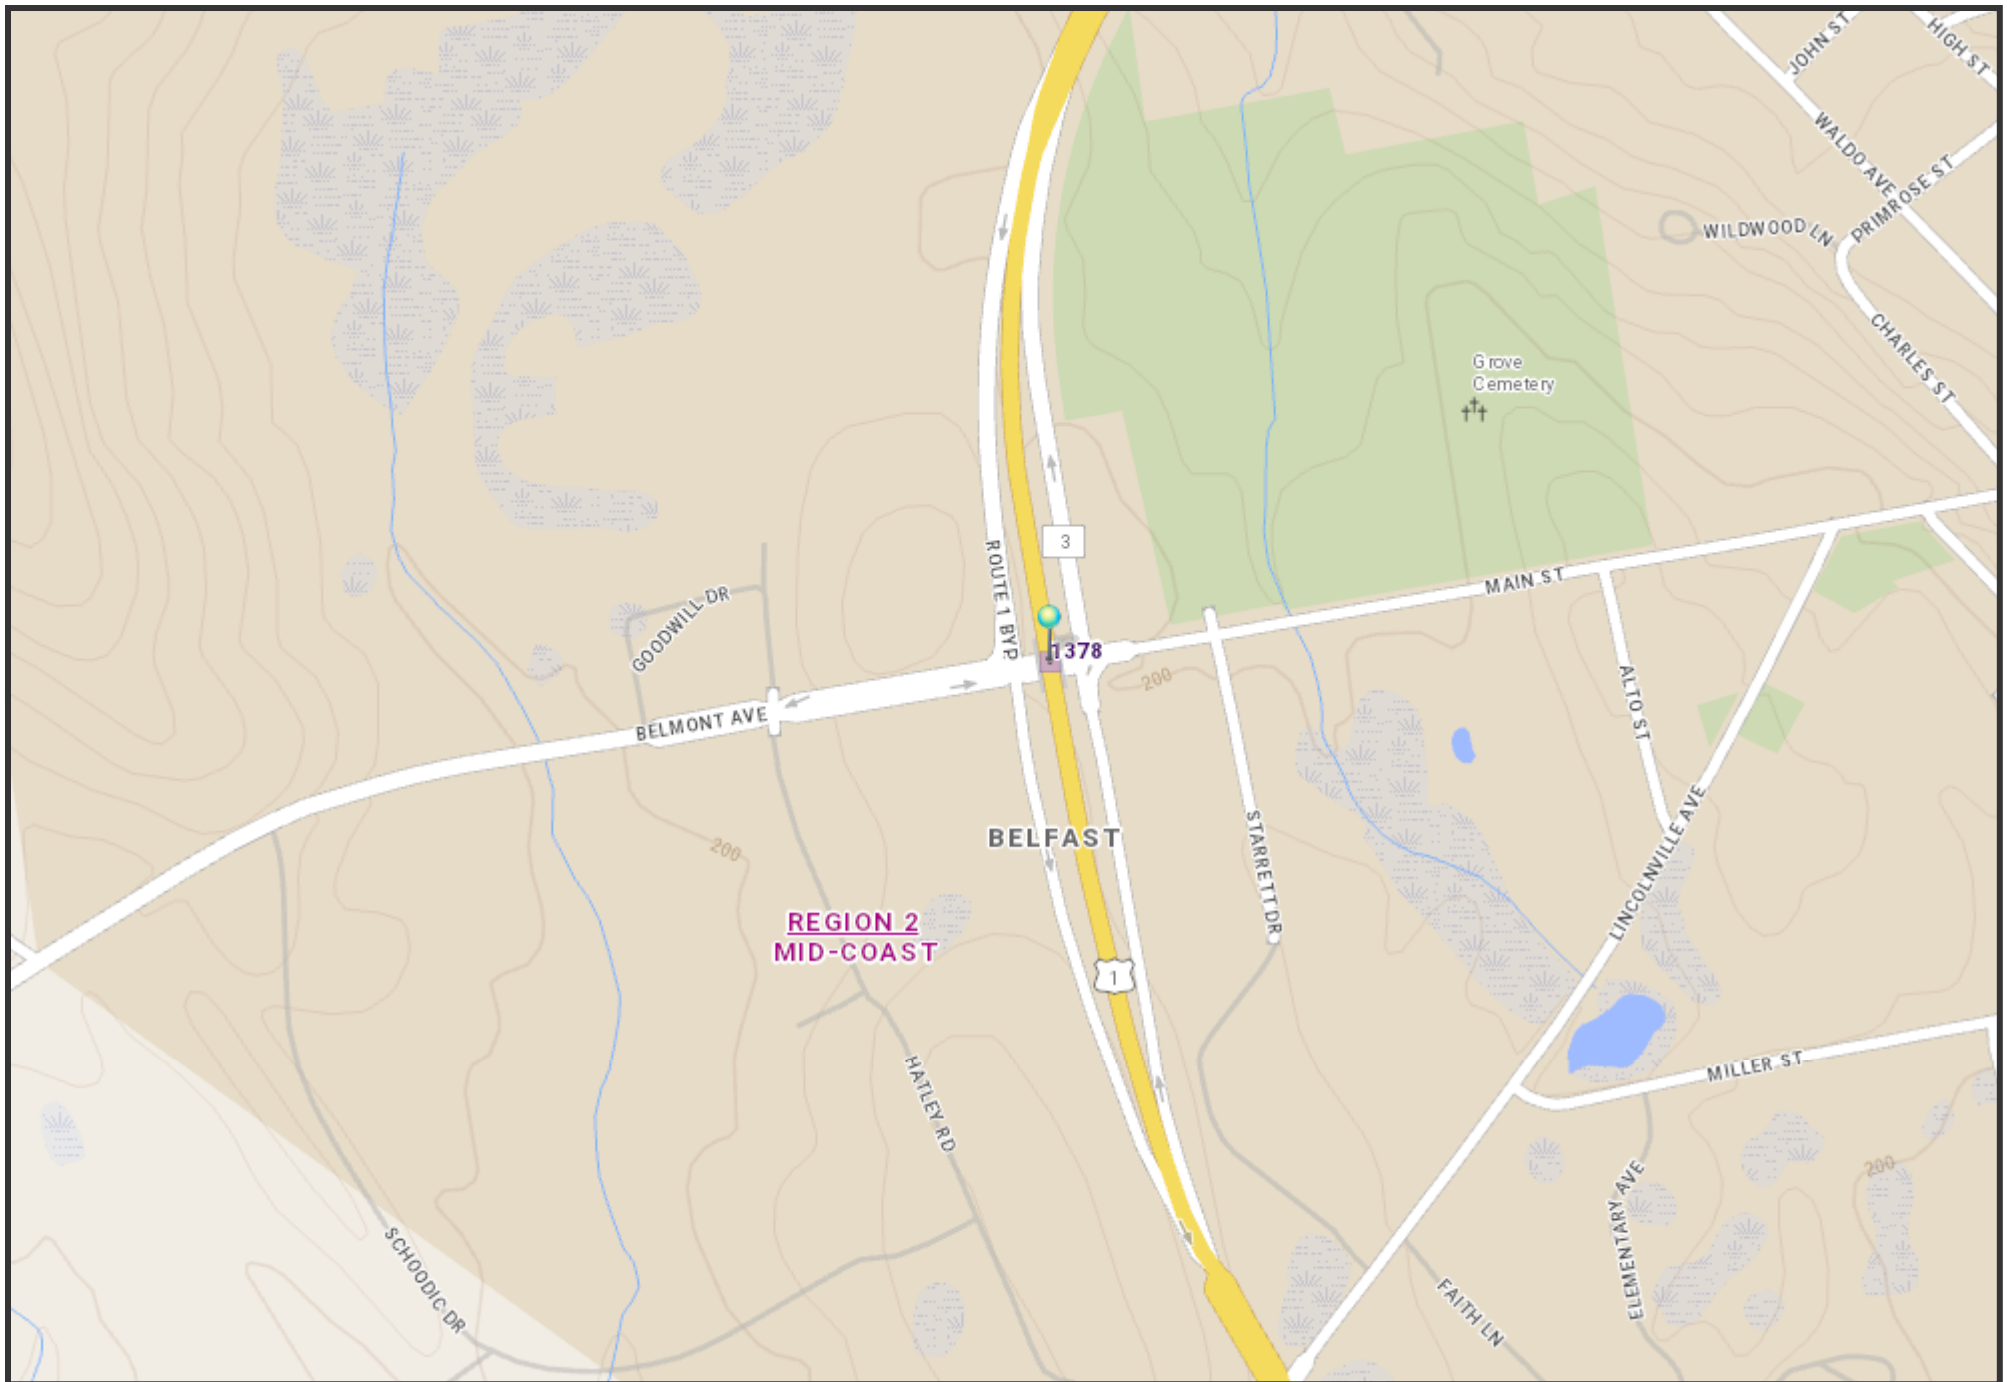 JOHN ST
HIGH ST
WALDO AVE
PRIMROSE ST
WILDWOOD LN
CHARLES ST
Grove
Cemetery
3
ROUTE 1 BYP
MAIN ST
GOODWILL DR
1378
200
BELMONT AVE
ALTO ST
BELFAST
200
STARRETT DR
LINCOLNVILLE AVE
REGION 2
MID-COAST
1
MILLER ST
HATLEY RD
200
ELEMENTARY AVE
SCHOODIC DR
FAITH LN